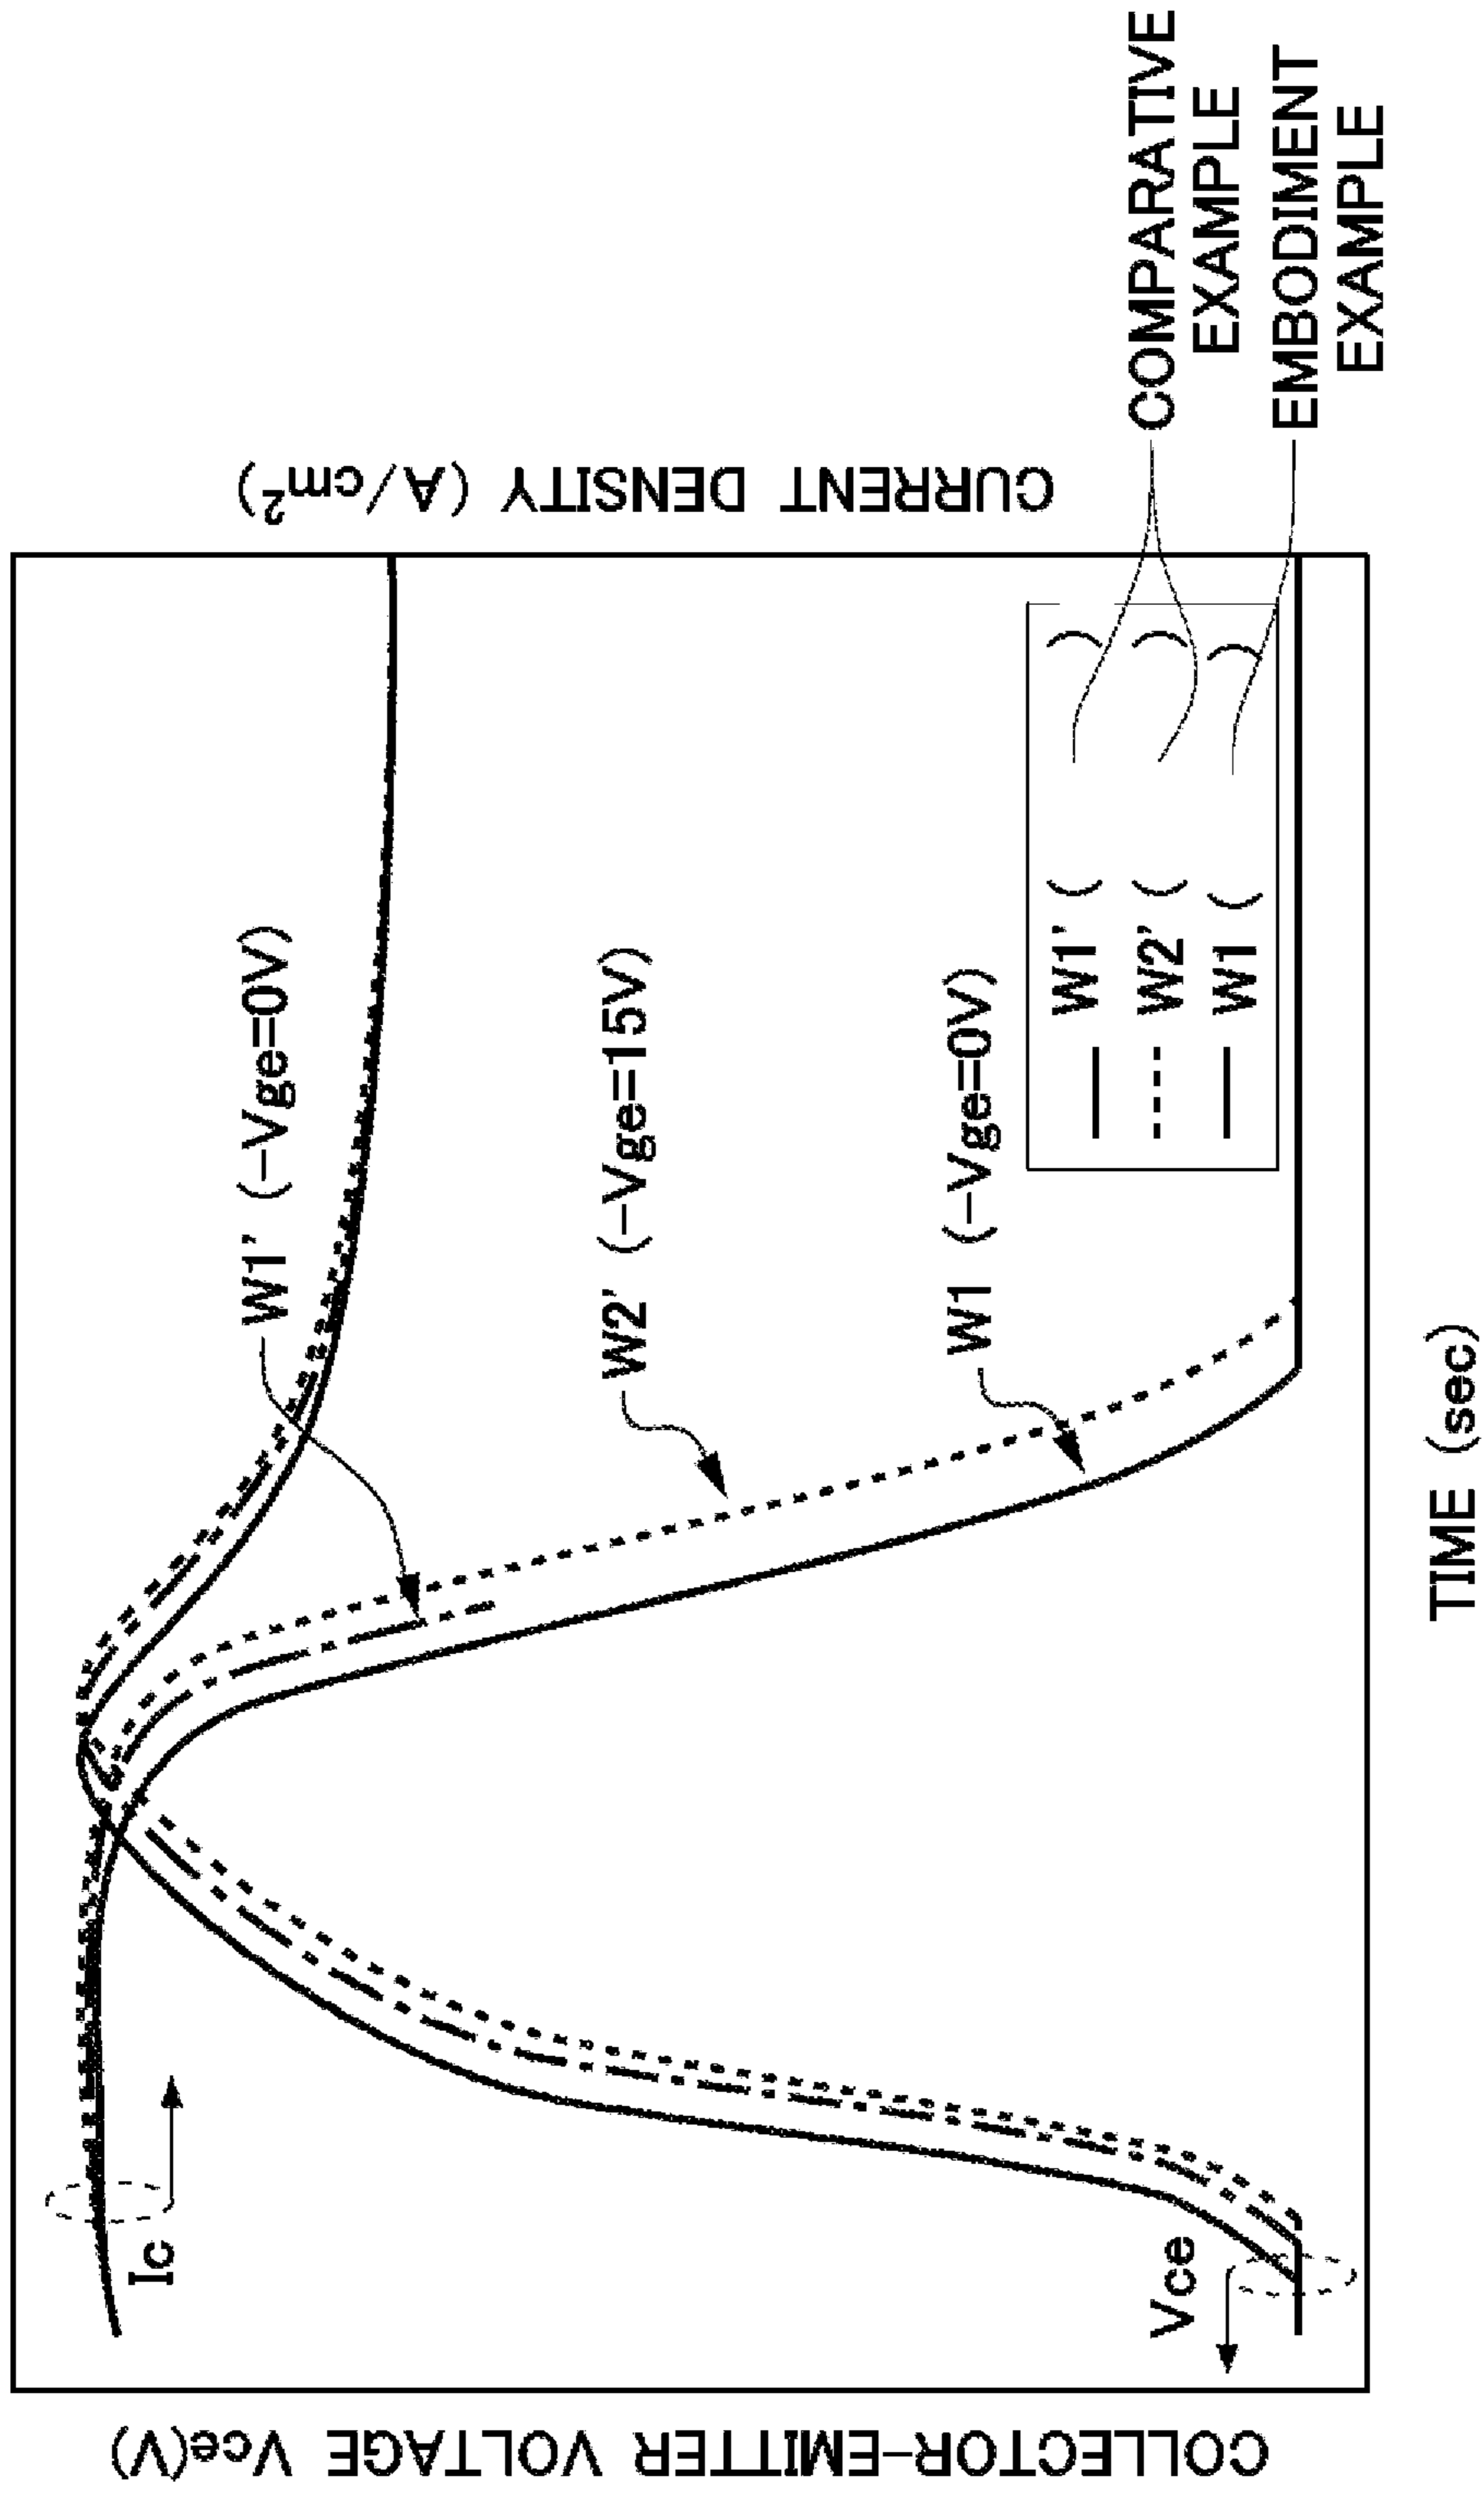 COLLECTOR-EMITTER VOLTAGE Vce(V)
CURRENT DENSITY (A/cm²)
Ic
Vce
W1' (-Vge=0V)
W2' (-Vge=15V)
W1 (-Vge=0V)
W1' ( )
W2' ( )
W1 ( )
COMPARATIVE
EXAMPLE
EMBODIMENT
EXAMPLE
TIME (sec)